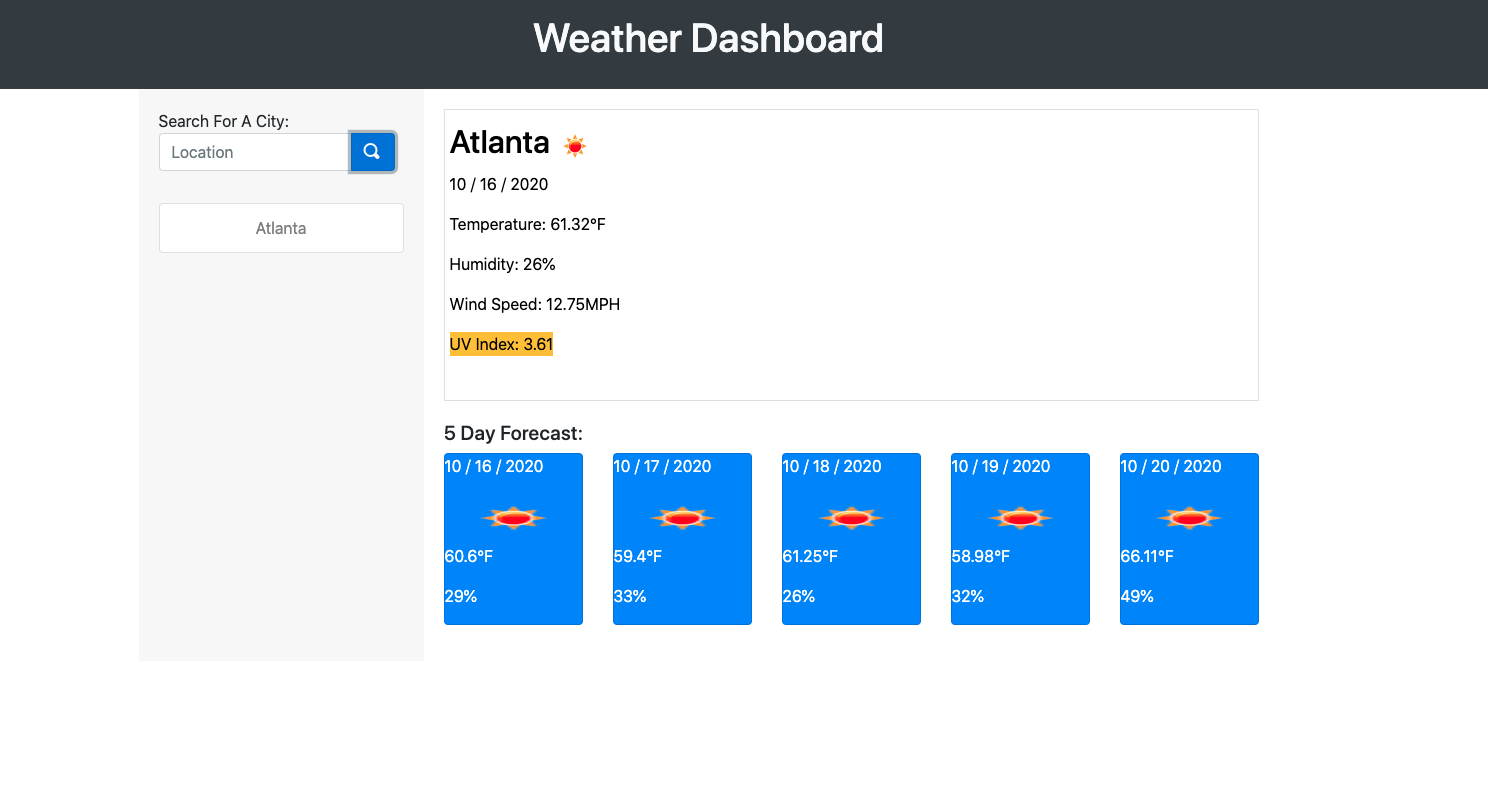 Weather Dashboard
Search For A City:
Location
Atlanta
Atlanta
10 / 16 / 2020
Temperature: 61.32°F
Humidity: 26%
Wind Speed: 12.75MPH
UV Index: 3.61
5 Day Forecast:
10 / 16 / 2020
60.6°F
29%
10 / 17 / 2020
59.4°F
33%
10 / 18 / 2020
61.25°F
26%
10 / 19 / 2020
58.98°F
32%
10 / 20 / 2020
66.11°F
49%